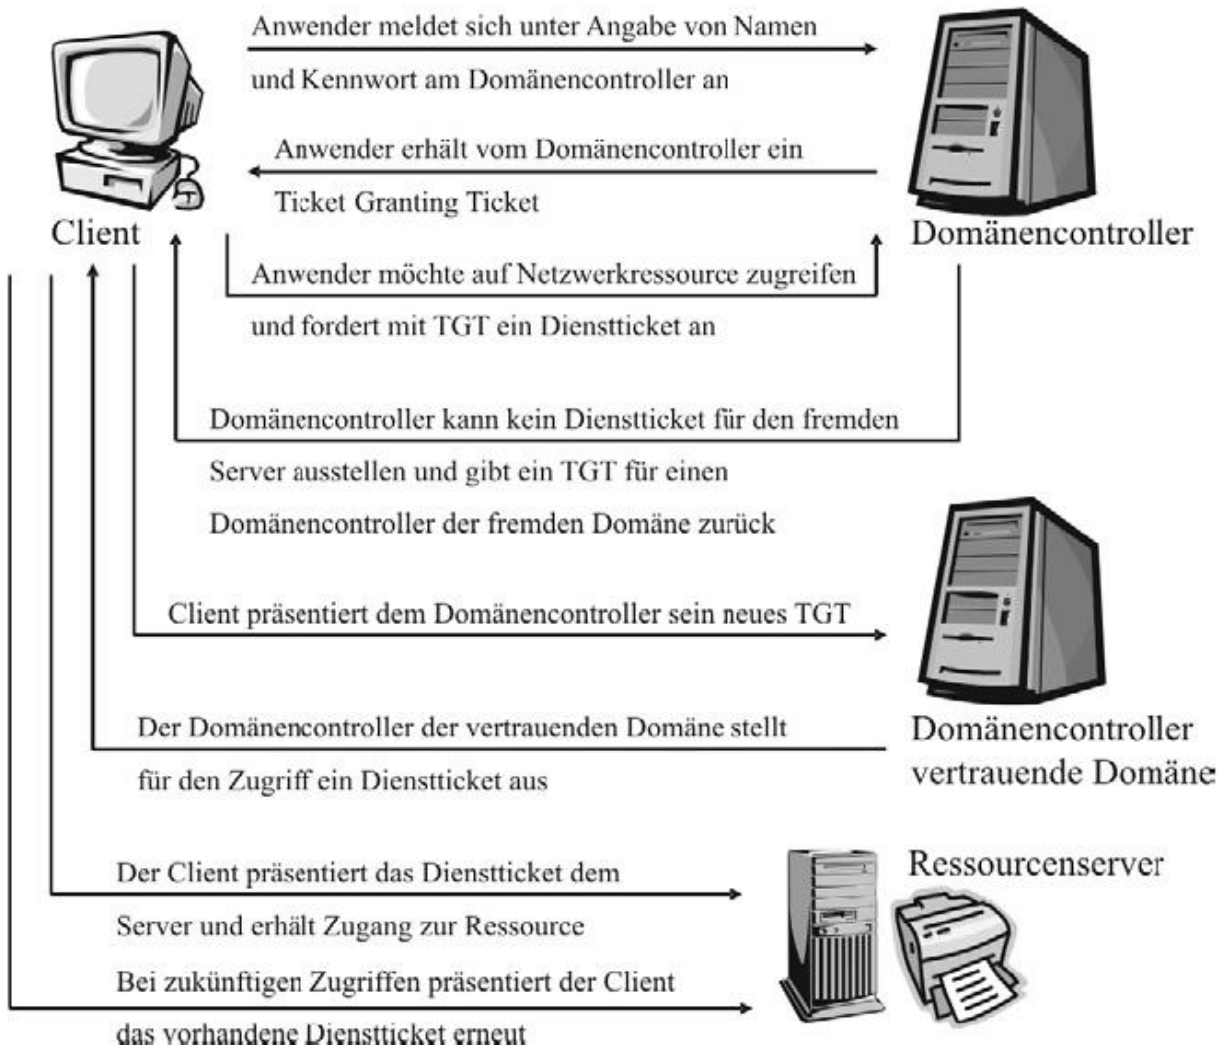 Anwender meldet sich unter Angabe von Namen
und Kennwort am Domänencontroller an
Anwender erhält vom Domänencontroller ein
Ticket Granting Ticket
Client
Domänencontroller
Anwender möchte auf Netzwerkressource zugreifen
und fordert mit TGT ein Dienstticket an
Domänencontroller kann kein Dienstticket für den fremden
Server ausstellen und gibt ein TGT für einen
Domänencontroller der fremden Domäne zurück
Client präsentiert dem Domänencontroller sein neues TGT
Der Domänencontroller der vertrauenden Domäne stellt
für den Zugriff ein Dienstticket aus
Domänencontroller
vertrauende Domäne
Der Client präsentiert das Dienstticket dem
Server und erhält Zugang zur Ressource
Ressourcenserver
Bei zukünftigen Zugriffen präsentiert der Client
das vorhandene Dienstticket erneut